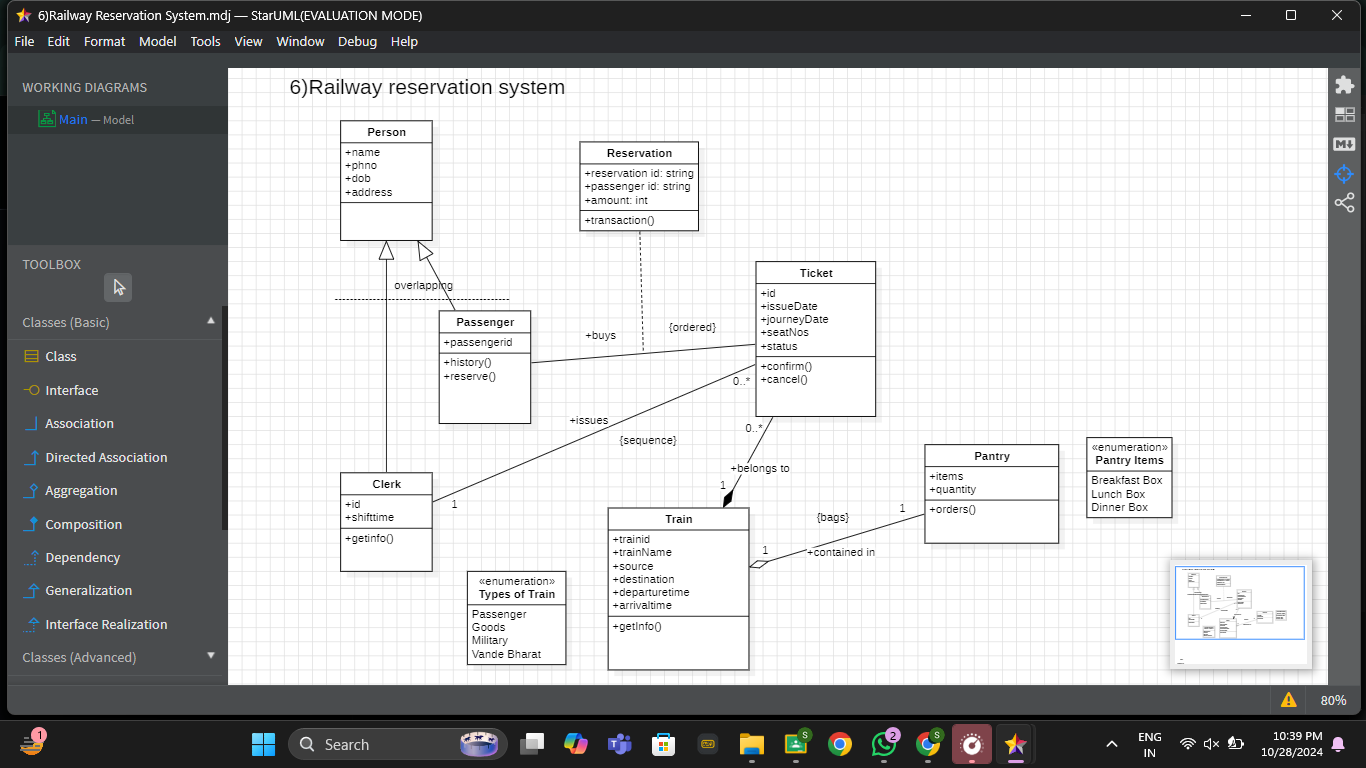 6)Railway Reservation System.mdj — StarUML(EVALUATION MODE)
File Edit Format Model Tools View Window Debug Help
WORKING DIAGRAMS
Main — Model
TOOLBOX
Classes (Basic)
Class
Interface
Association
Directed Association
Aggregation
Composition
Dependency
Generalization
Interface Realization
Classes (Advanced)
6)Railway reservation system
Person
+name
+phno
+dob
+address
Reservation
+reservation id: string
+passenger id: string
+amount: int
+transaction()
Ticket
+id
+issueDate
+journeyDate
+seatNos
+status
+confirm()
+cancel()
overlapping
Passenger
+passengerid
+history()
+reserve()
+buys
{ordered}
0..*
+issues
{sequence}
1
0..*
+belongs to
1
Clerk
+id
+shifttime
+getinfo()
Train
+trainid
+trainName
+source
+destination
+departuretime
+arrivaltime
+getInfo()
1
{bags}
+contained in
1
Pantry
+items
+quantity
+orders()
«enumeration»
Pantry Items
Breakfast Box
Lunch Box
Dinner Box
«enumeration»
Types of Train
Passenger
Goods
Military
Vande Bharat
M
80%
1
Search
S
2
S
ENG
IN
10:39 PM
10/28/2024